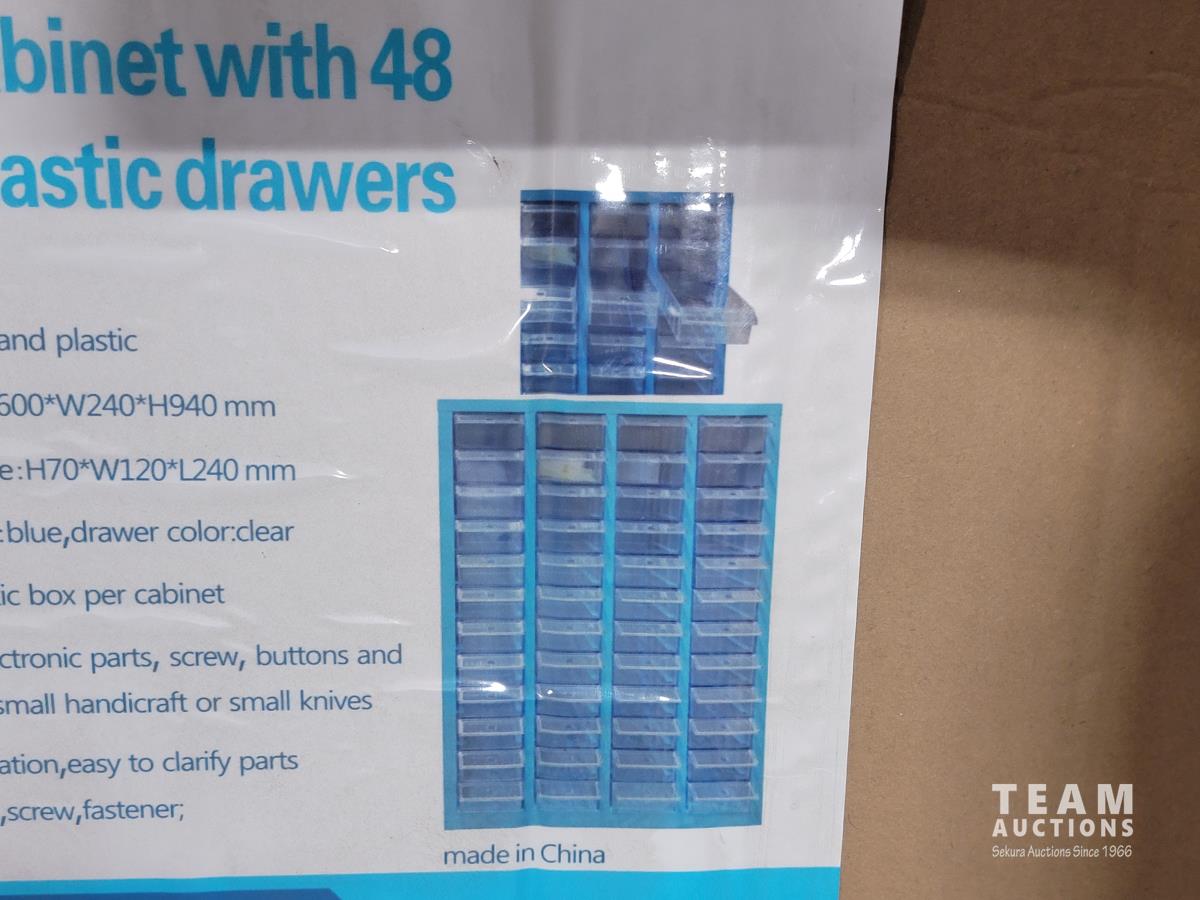 binet with 48
astic drawers
and plastic
600*W240*H940 mm
e:H70*W120*L240 mm
:blue,drawer color:clear
ic box per cabinet
ctronic parts, screw, buttons and
small handicraft or small knives
ation,easy to clarify parts
,screw,fastener;
made in China
TEAM
AUCTIONS
Sekura Auctions Since 1966